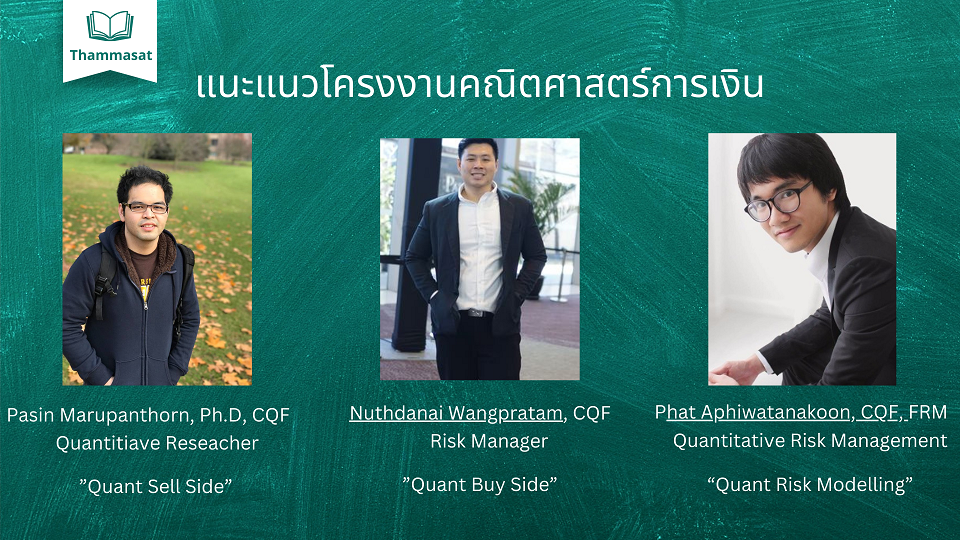 Thammasat
แนะแนวโครงงานคณิตศาสตร์การเงิน
Pasin Marupanthorn, Ph.D, CQF
Quantitiave Reseacher
”Quant Sell Side”
Nuthdanai Wangpratam, CQF
Risk Manager
”Quant Buy Side”
Phat Aphiwatanakoon, CQF, FRM
Quantitative Risk Management
“Quant Risk Modelling”